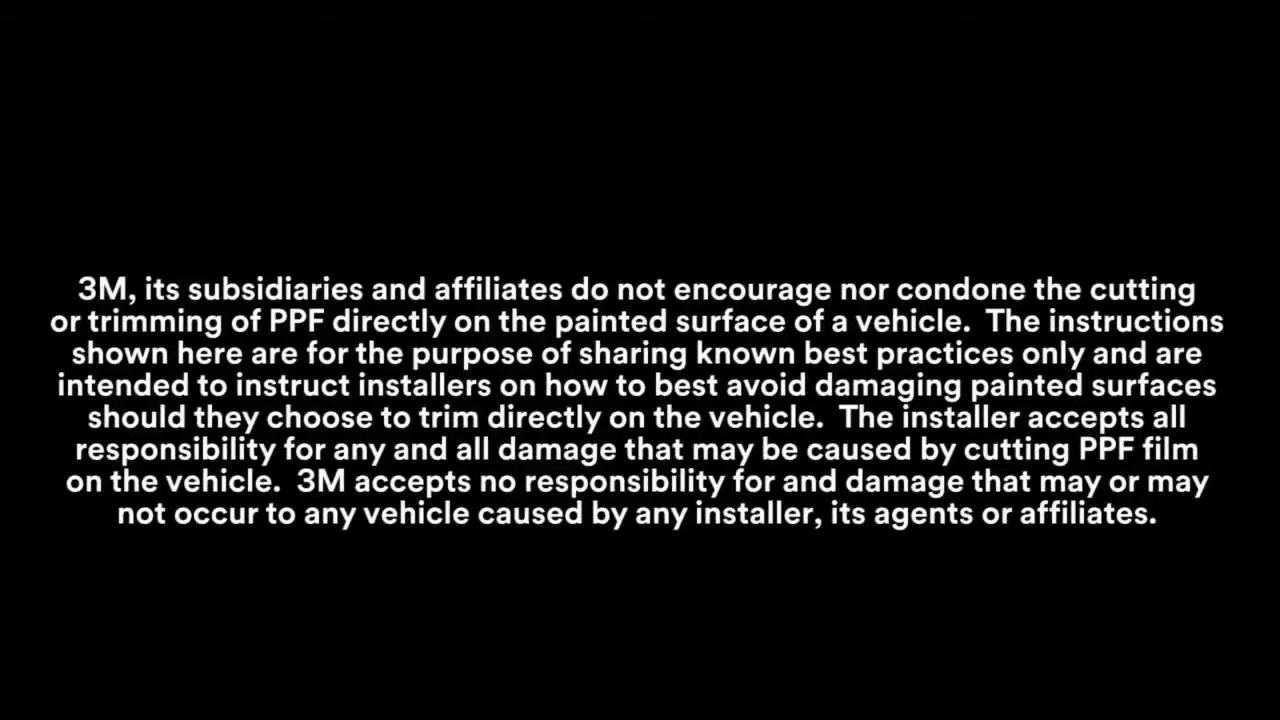 3M, its subsidiaries and affiliates do not encourage nor condone the cutting
or trimming of PPF directly on the painted surface of a vehicle.  The instructions
shown here are for the purpose of sharing known best practices only and are
intended to instruct installers on how to best avoid damaging painted surfaces
should they choose to trim directly on the vehicle.  The installer accepts all
responsibility for any and all damage that may be caused by cutting PPF film
on the vehicle.  3M accepts no responsibility for and damage that may or may
not occur to any vehicle caused by any installer, its agents or affiliates.